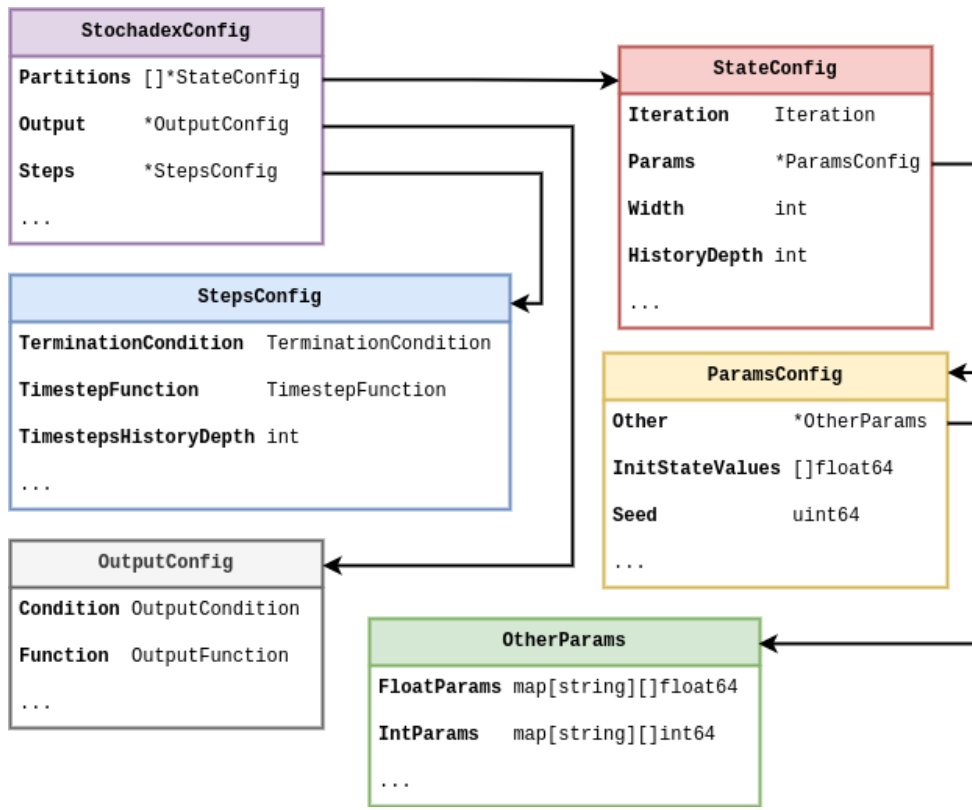 StochadexConfig
Partitions []*StateConfig
Output *OutputConfig
Steps *StepsConfig
...
StateConfig
Iteration Iteration
Params *ParamsConfig
Width int
HistoryDepth int
...
StepsConfig
TerminationCondition TerminationCondition
TimestepFunction TimestepFunction
TimestepsHistoryDepth int
...
ParamsConfig
Other *OtherParams
InitStateValues []float64
Seed uint64
...
OutputConfig
Condition OutputCondition
Function OutputFunction
...
OtherParams
FloatParams map[string][]float64
IntParams map[string][]int64
...